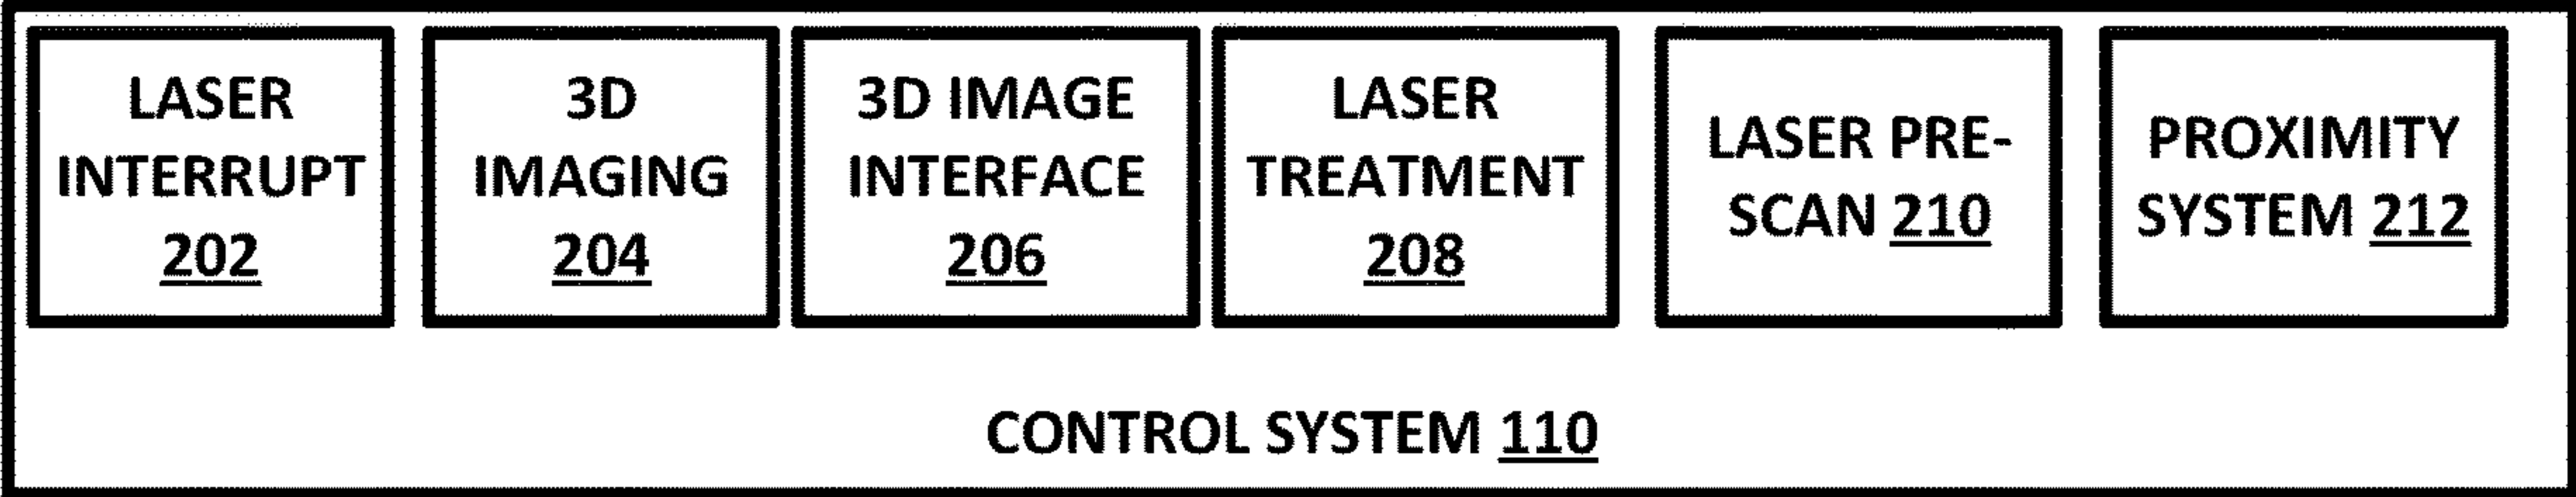 LASER
INTERRUPT
202
3D
IMAGING
204
3D IMAGE
INTERFACE
206
LASER
TREATMENT
208
LASER PRE-
SCAN 210
PROXIMITY
SYSTEM 212
CONTROL SYSTEM 110